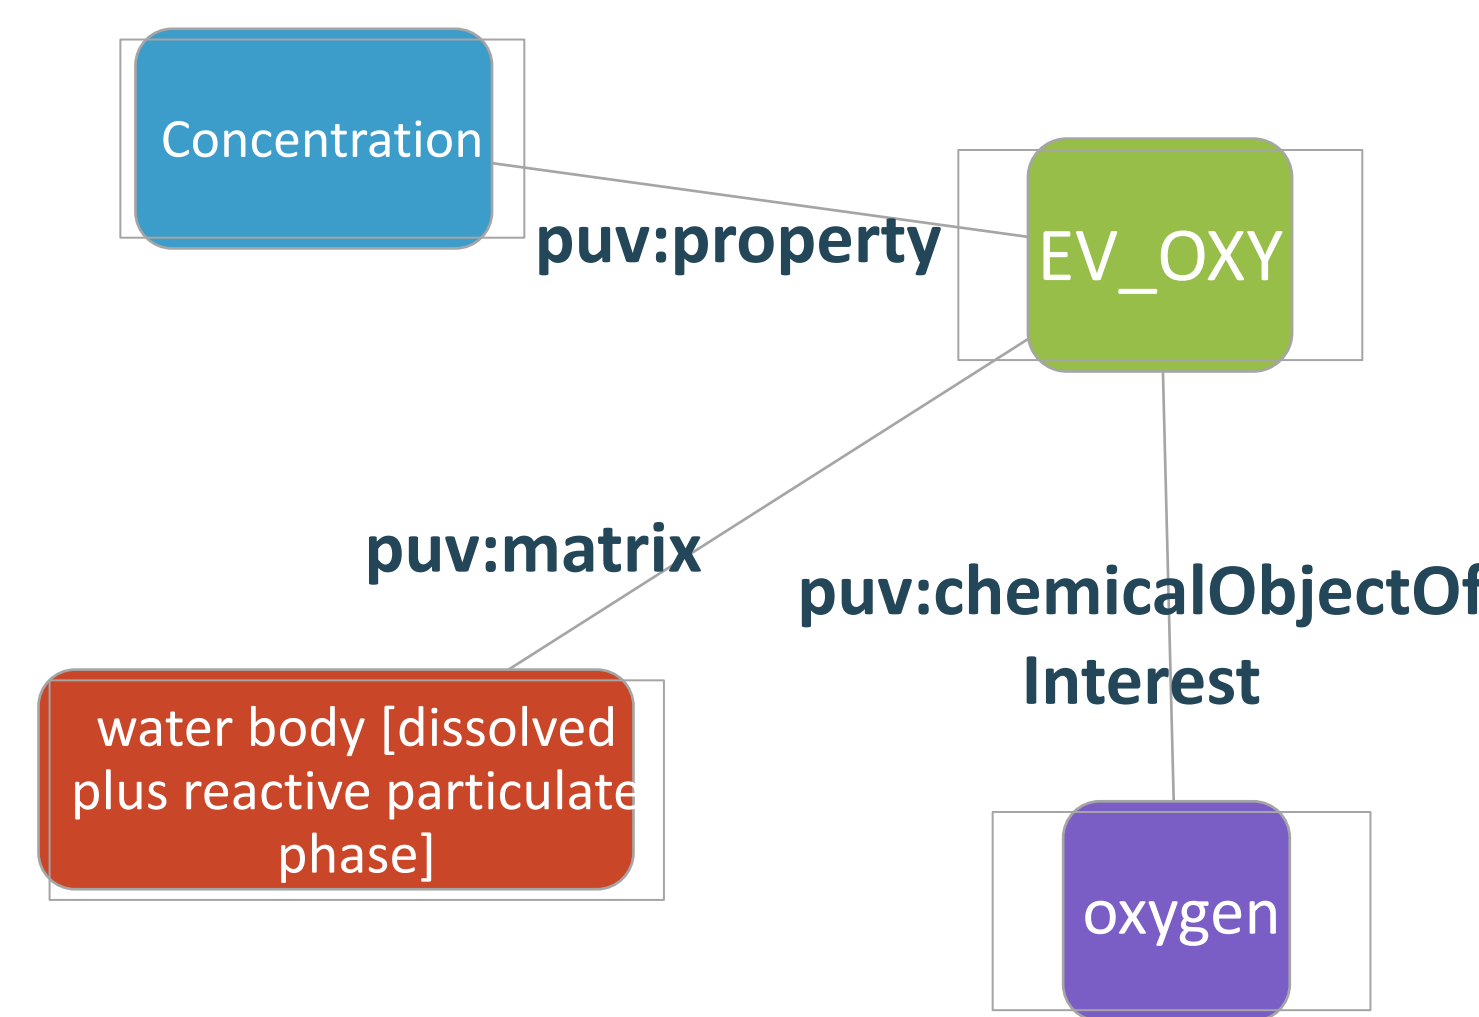 Concentration
puv:property
EV_OXY
puv:matrix
puv:chemicalObjectOf
Interest
water body [dissolved
plus reactive particulate
phase]
oxygen